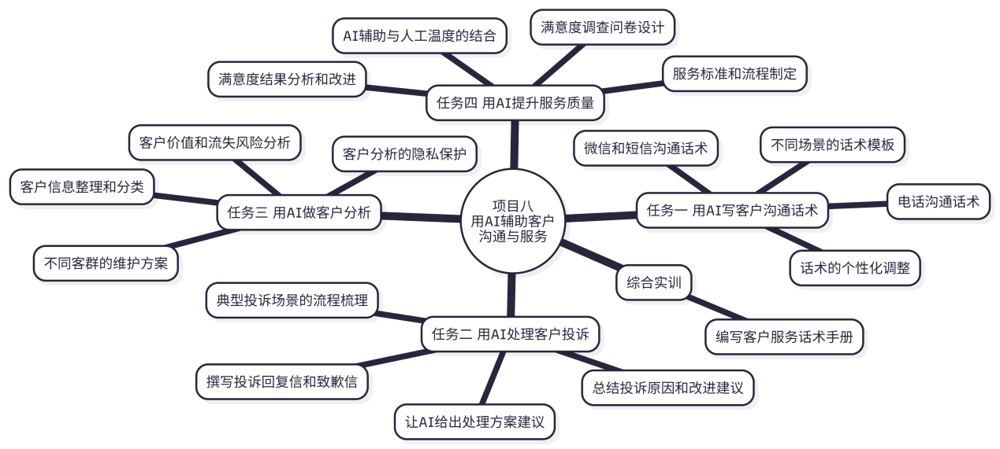 项目八
用AI辅助客户
沟通与服务
任务一 用AI写客户沟通话术
微信和短信沟通话术
不同场景的话术模板
电话沟通话术
话术的个性化调整
任务二 用AI处理客户投诉
典型投诉场景的流程梳理
撰写投诉回复信和致歉信
让AI给出处理方案建议
总结投诉原因和改进建议
任务三 用AI做客户分析
客户信息整理和分类
客户价值和流失风险分析
客户分析的隐私保护
不同客群的维护方案
任务四 用AI提升服务质量
满意度结果分析和改进
AI辅助与人工温度的结合
满意度调查问卷设计
服务标准和流程制定
综合实训
编写客户服务话术手册